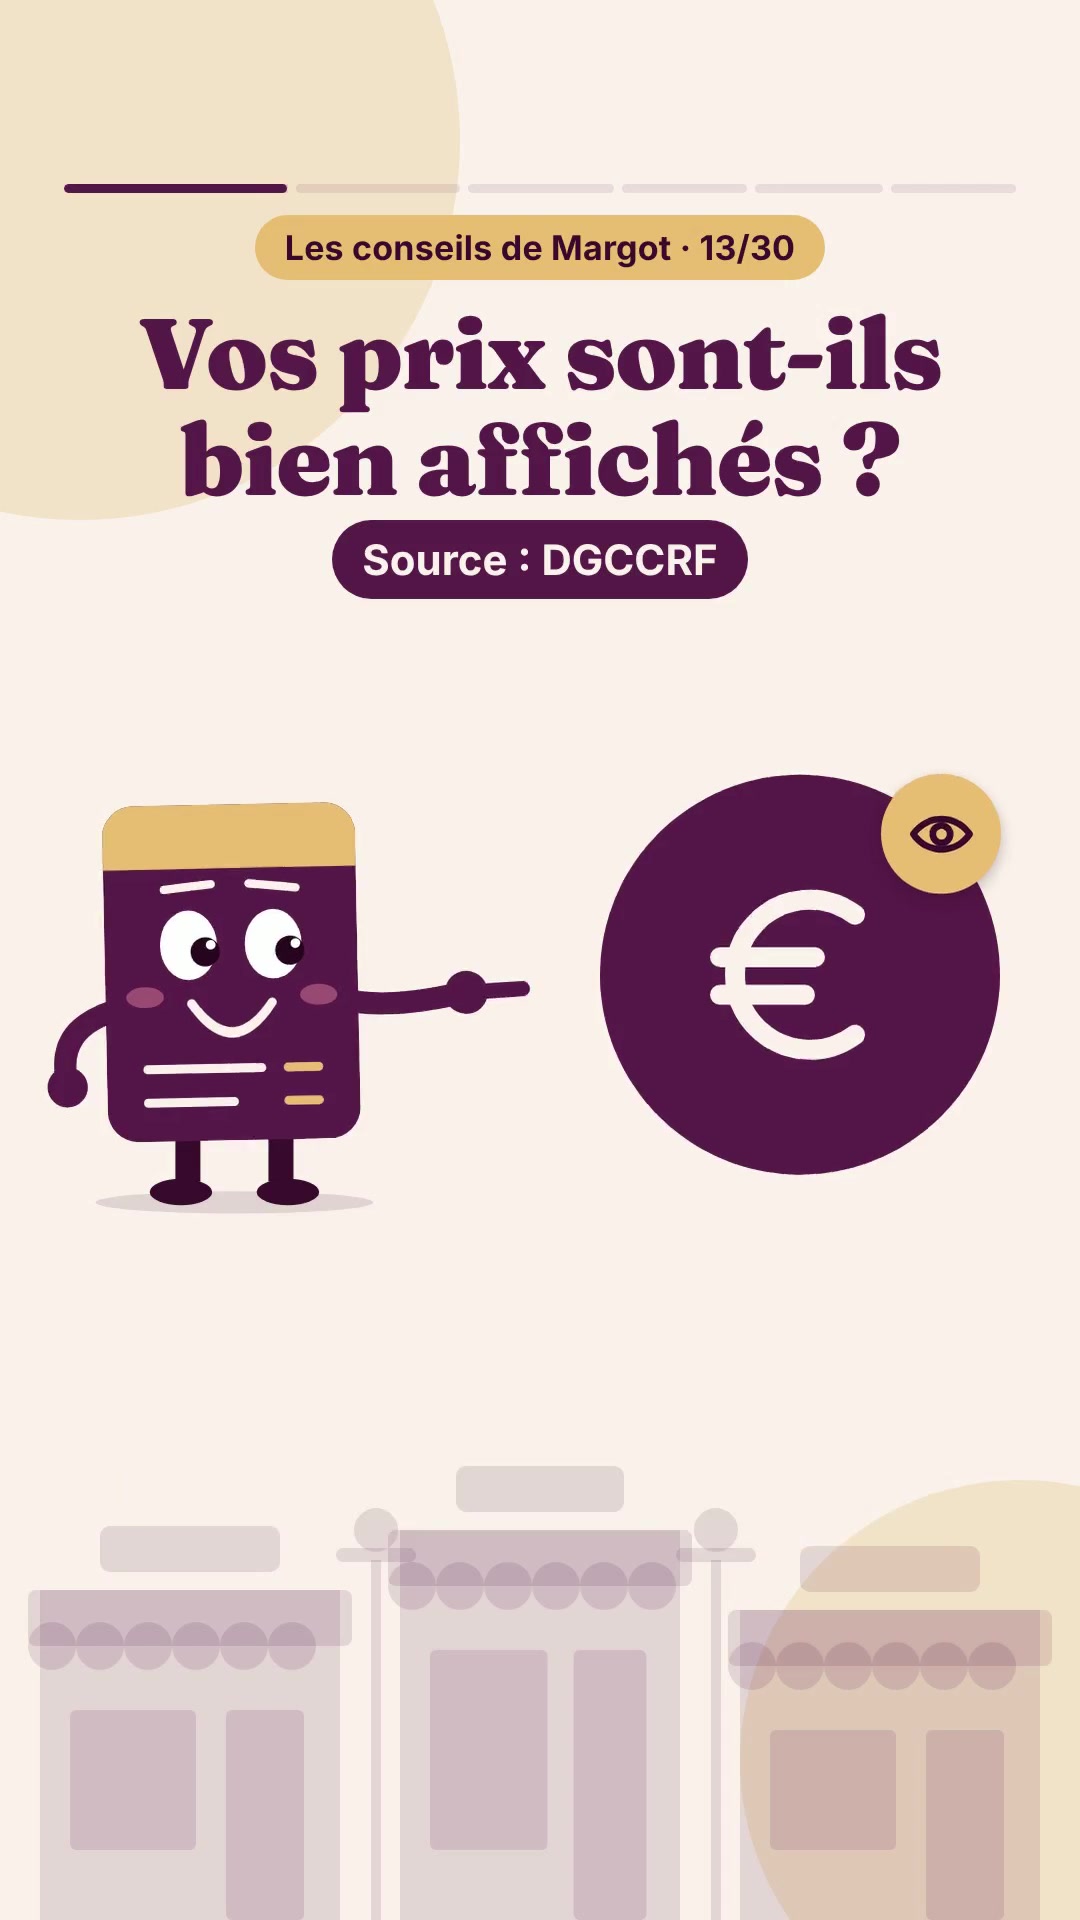 Les conseils de Margot · 13/30
Vos prix sont-ils
bien affichés ?
Source : DGCCRF
€